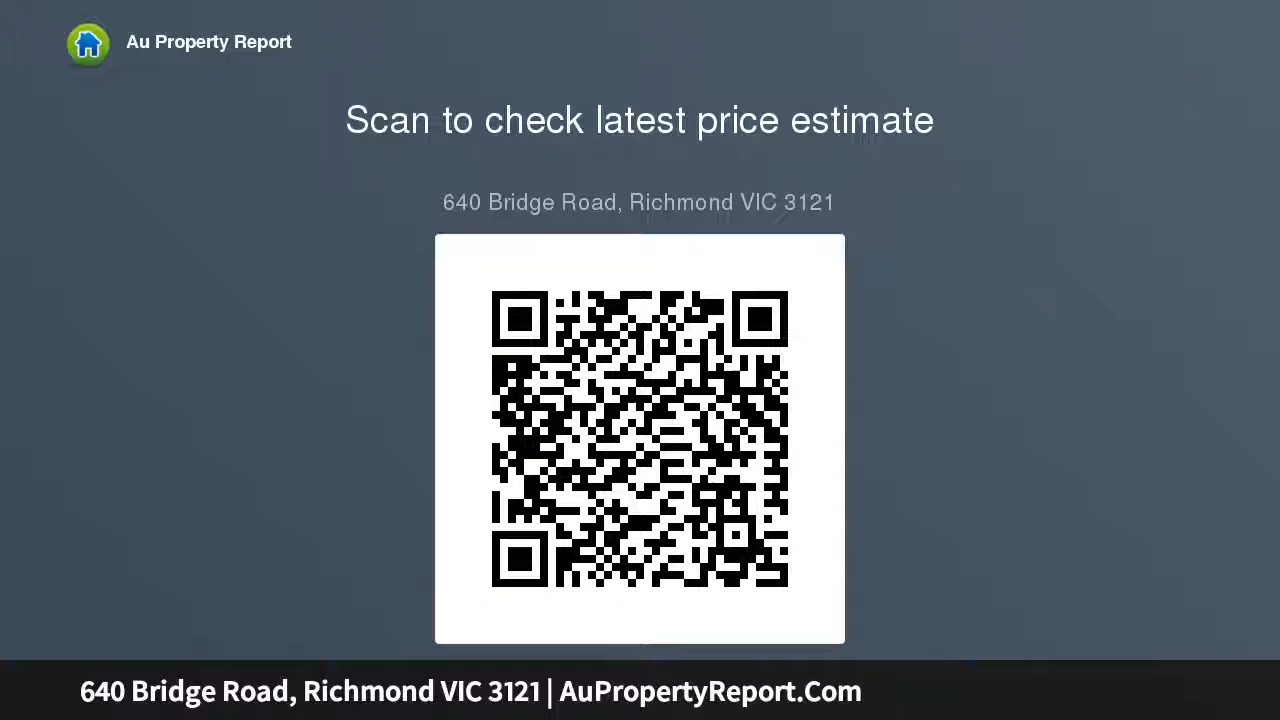 Au Property Report
Scan to check latest price estimate
640 Bridge Road, Richmond VIC 3121
640 Bridge Road, Richmond VIC 3121 | AuPropertyReport.Com